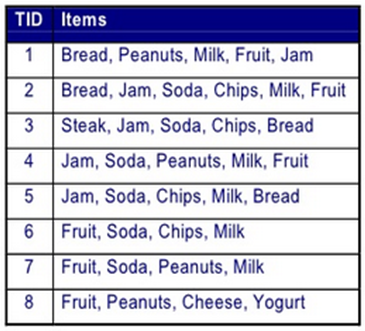 TID Items
1 Bread, Peanuts, Milk, Fruit, Jam
2 Bread, Jam, Soda, Chips, Milk, Fruit
3 Steak, Jam, Soda, Chips, Bread
4 Jam, Soda, Peanuts, Milk, Fruit
5 Jam, Soda, Chips, Milk, Bread
6 Fruit, Soda, Chips, Milk
7 Fruit, Soda, Peanuts, Milk
8 Fruit, Peanuts, Cheese, Yogurt